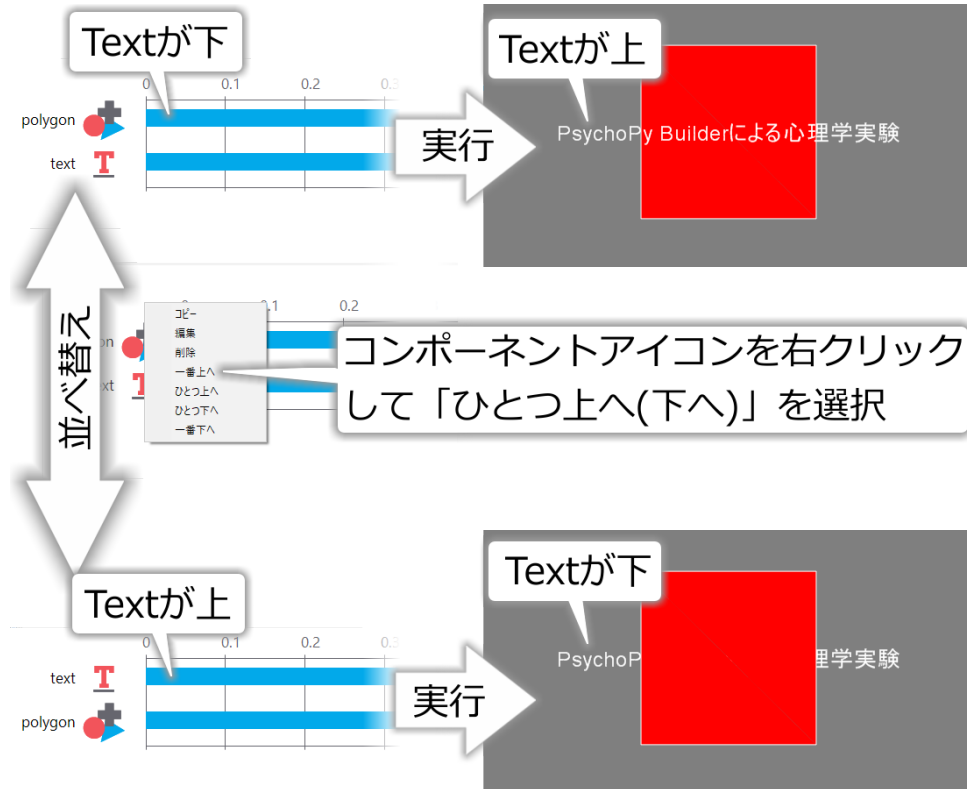 Textが下
Textが上
0 0.1 0.2 0.3
polygon
text
実行
PsychoPy Builderによる心理学実験
並べ替え
0.1 0.2
コピー
編集
削除
一番上へ
ひとつ上へ
ひとつ下へ
一番下へ
on
xt
コンポーネントアイコンを右クリック
して「ひとつ上へ(下へ)」を選択
Textが上
Textが下
0 0.1 0.2 0.3
text
polygon
実行
PsychoP 理学実験